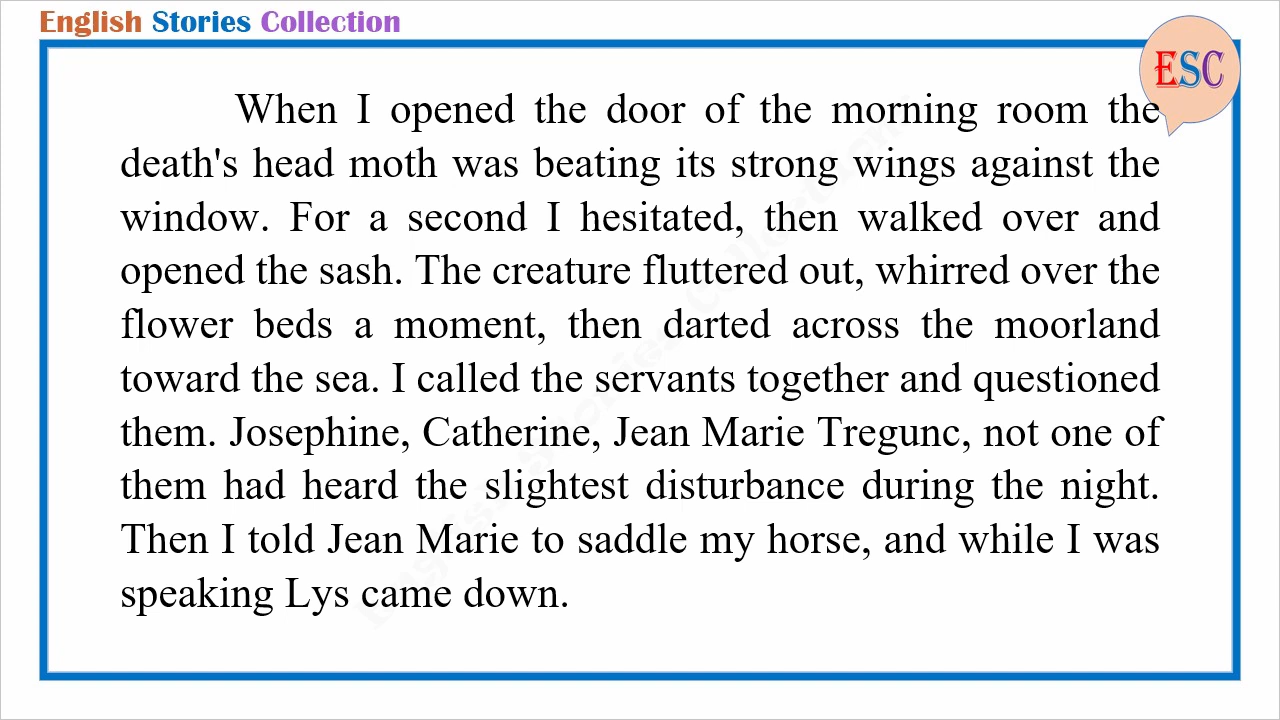 English Stories Collection
ESC
When I opened the door of the morning room the
death's head moth was beating its strong wings against the
window. For a second I hesitated, then walked over and
opened the sash. The creature fluttered out, whirred over the
flower beds a moment, then darted across the moorland
toward the sea. I called the servants together and questioned
them. Josephine, Catherine, Jean Marie Tregunc, not one of
them had heard the slightest disturbance during the night.
Then I told Jean Marie to saddle my horse, and while I was
speaking Lys came down.
English Stories Collection